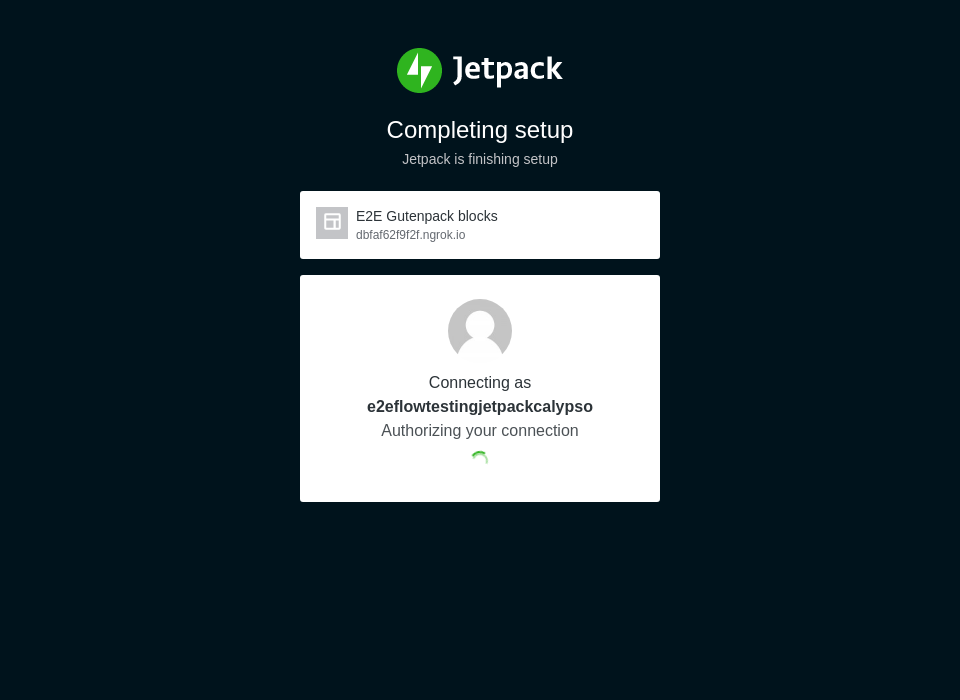 Jetpack
Completing setup
Jetpack is finishing setup
E2E Gutenpack blocks
dbfaf62f9f2f.ngrok.io
Connecting as
e2eflowtestingjetpackcalypso
Authorizing your connection